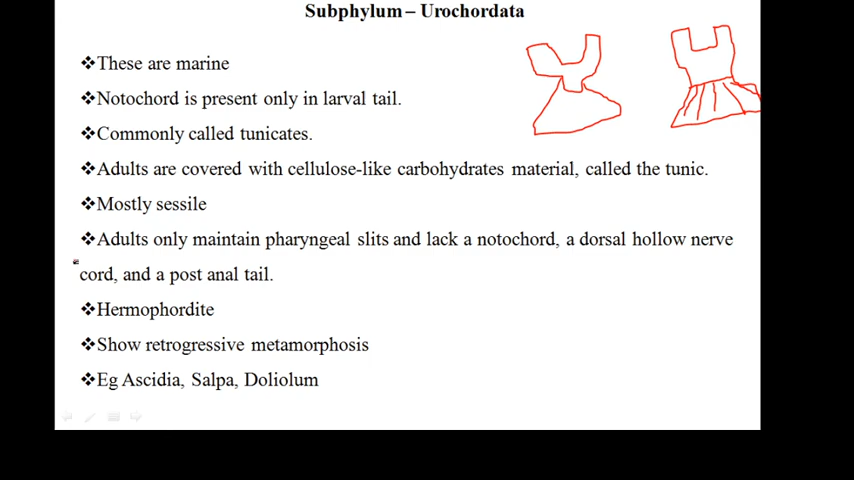 Subphylum – Urochordata
❖These are marine
❖Notochord is present only in larval tail.
❖Commonly called tunicates.
❖Adults are covered with cellulose-like carbohydrates material, called the tunic.
❖Mostly sessile
❖Adults only maintain pharyngeal slits and lack a notochord, a dorsal hollow nerve
cord, and a post anal tail.
❖Hermophordite
❖Show retrogressive metamorphosis
❖Eg Ascidia, Salpa, Doliolum